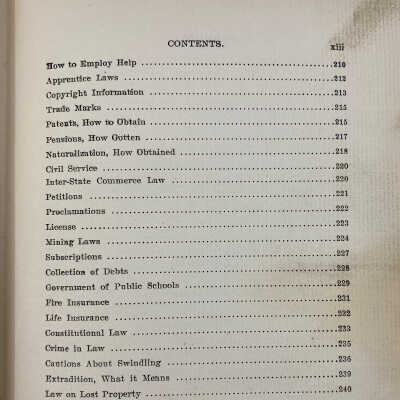 CONTENTS. xiii
How to Employ Help 210
Apprentice Laws 212
Copyright Information 213
Trade Marks 215
Patents, How to Obtain 215
Pensions, How Gotten 217
Naturalization, How Obtained 218
Civil Service 220
Inter-State Commerce Law 220
Petitions 221
Proclamations 222
License 223
Mining Laws 224
Subscriptions 227
Collection of Debts 228
Government of Public Schools 229
Fire Insurance 231
Life Insurance 232
Constitutional Law 233
Crime in Law 235
Cautions About Swindling 236
Extradition, What it Means 239
Law on Lost Property 240